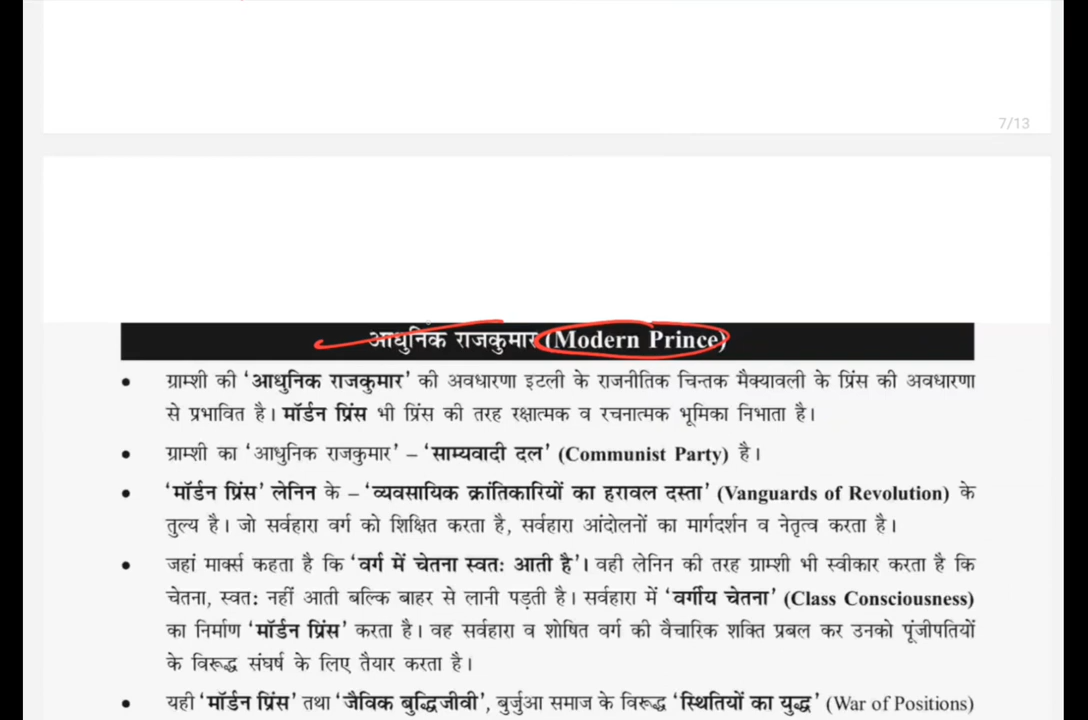 7/13
आधुनिक राजकुमार (Modern Prince)
• ग्राम्शी की ‘आधुनिक राजकुमार’ की अवधारणा इटली के राजनीतिक चिन्तक मैक्यावली के प्रिंस की अवधारणा
से प्रभावित है। मॉर्डन प्रिंस भी प्रिंस की तरह रक्षात्मक व रचनात्मक भूमिका निभाता है।
• ग्राम्शी का ‘आधुनिक राजकुमार’ – ‘साम्यवादी दल’ (Communist Party) है।
• ‘मॉर्डन प्रिंस’ लेनिन के – ‘व्यवसायिक क्रांतिकारियों का हरावल दस्ता’ (Vanguards of Revolution) के
तुल्य है। जो सर्वहारा वर्ग को शिक्षित करता है, सर्वहारा आंदोलनों का मार्गदर्शन व नेतृत्व करता है।
• जहां मार्क्स कहता है कि ‘वर्ग में चेतना स्वतः आती है’। वही लेनिन की तरह ग्राम्शी भी स्वीकार करता है कि
चेतना, स्वतः नहीं आती बल्कि बाहर से लानी पड़ती है। सर्वहारा में ‘वर्गीय चेतना’ (Class Consciousness)
का निर्माण ‘मॉर्डन प्रिंस’ करता है। वह सर्वहारा व शोषित वर्ग की वैचारिक शक्ति प्रबल कर उनको पूंजीपतियों
के विरूद्ध संघर्ष के लिए तैयार करता है।
• यही ‘मॉर्डन प्रिंस’ तथा ‘जैविक बुद्धिजीवी’, बुर्जुआ समाज के विरूद्ध ‘स्थितियों का युद्ध’ (War of Positions)